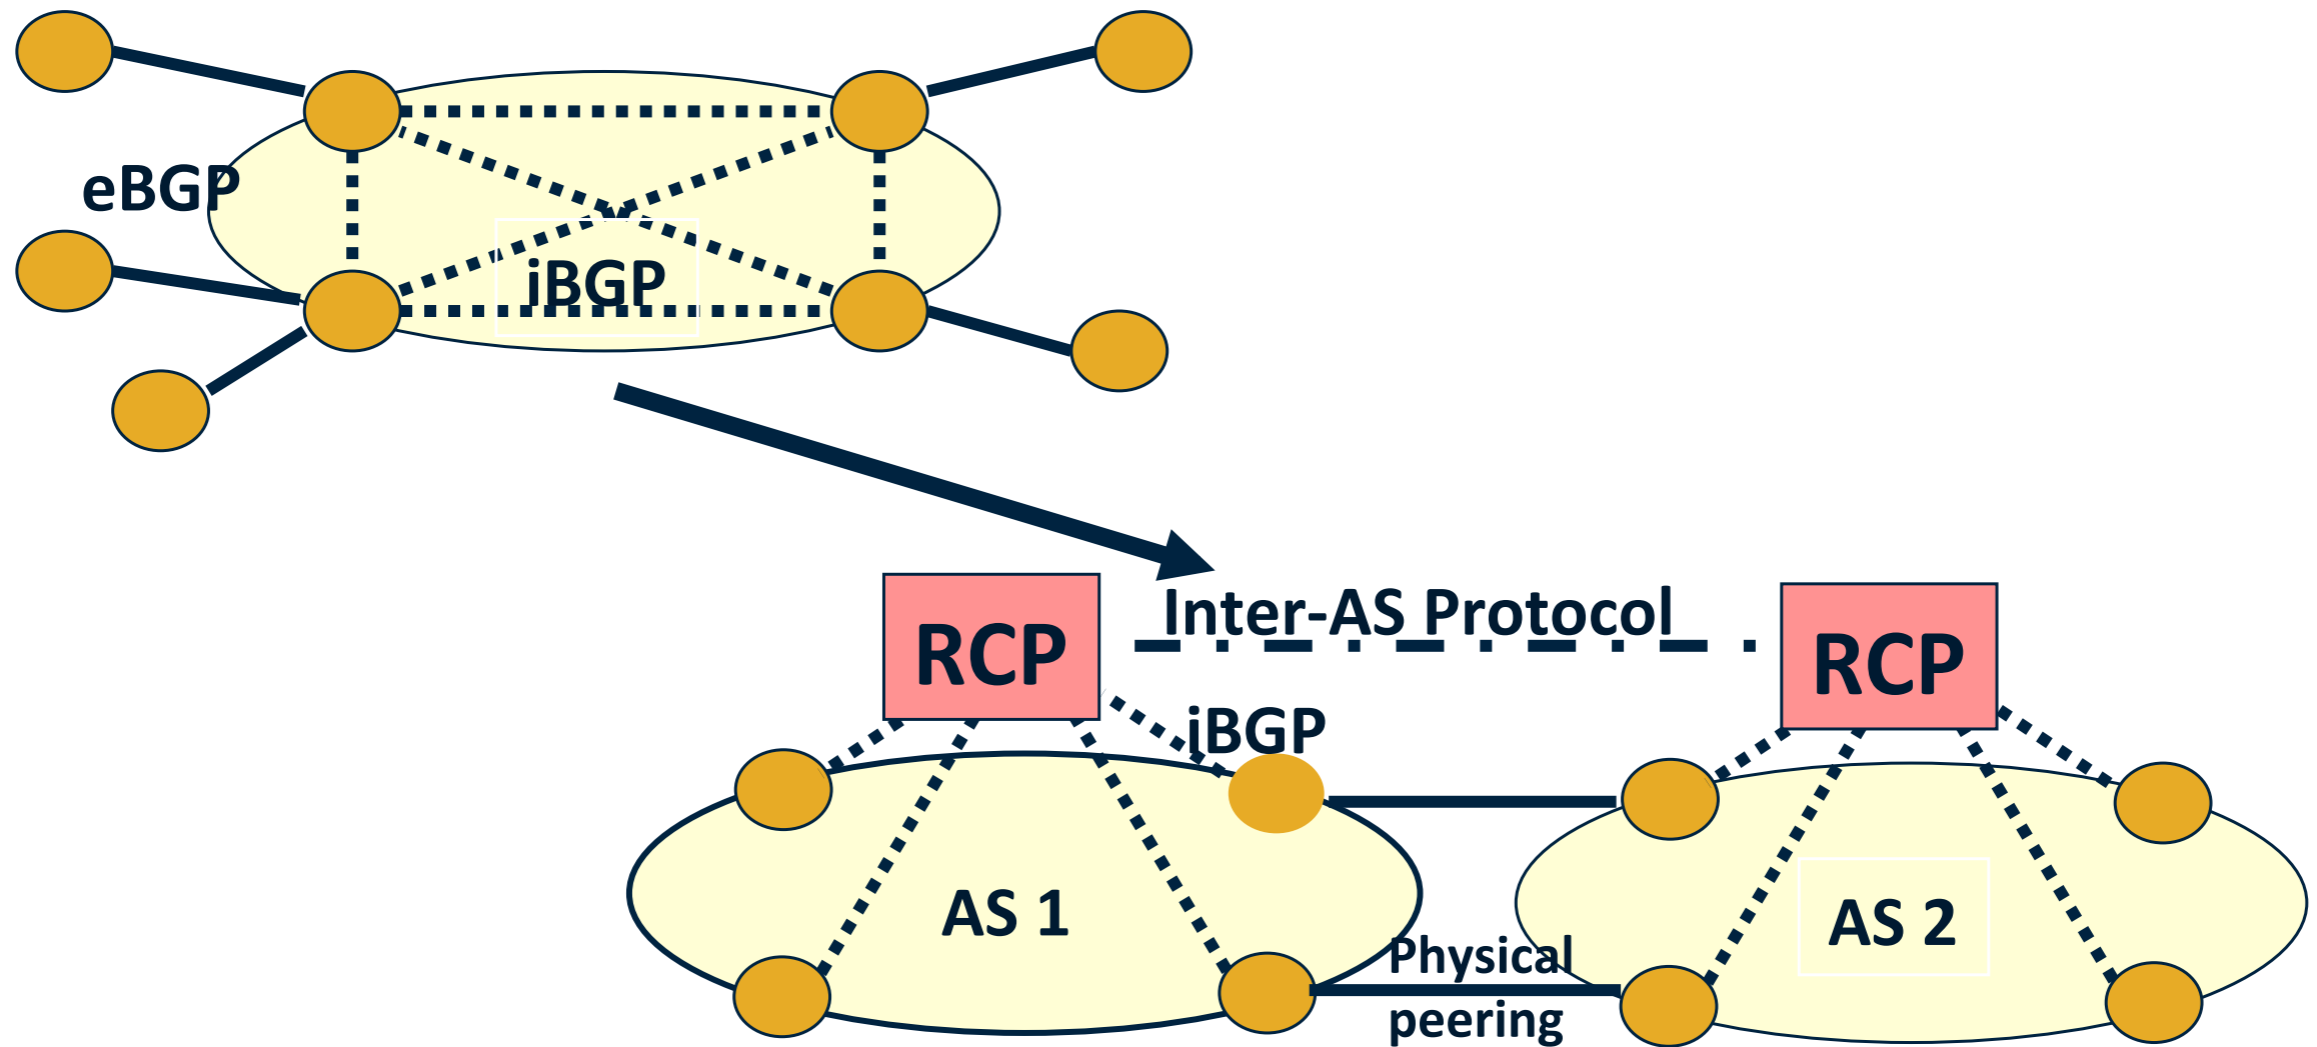 eBGP
iBGP
Inter-AS Protocol
RCP
RCP
iBGP
AS 1
AS 2
Physical
peering